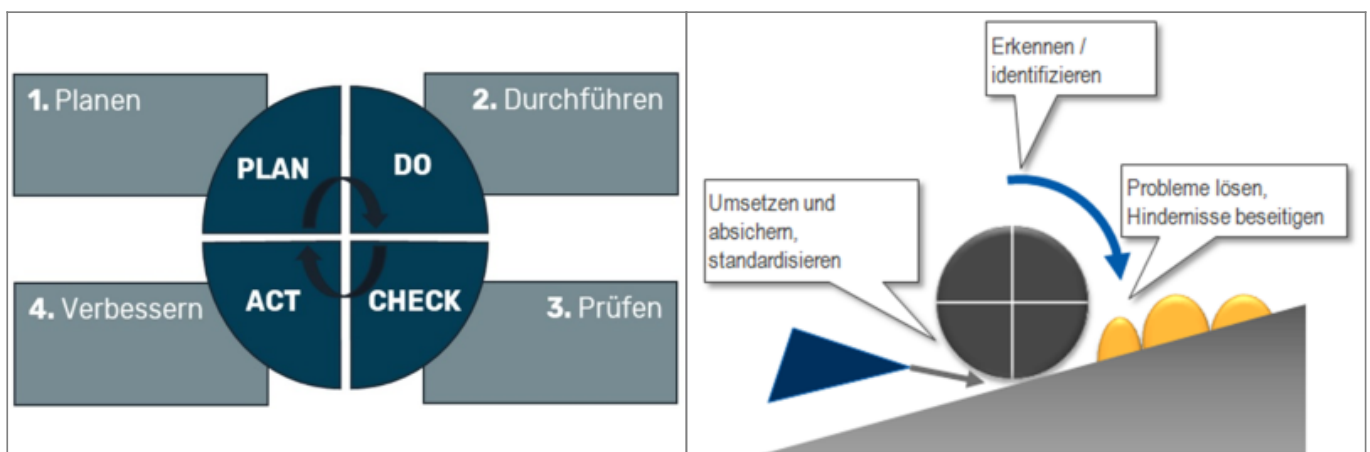 1. Planen
2. Durchführen
PLAN
DO
ACT
CHECK
4. Verbessern
3. Prüfen
Erkennen /
identifizieren
Probleme lösen,
Hindernisse beseitigen
Umsetzen und
absichern,
standardisieren